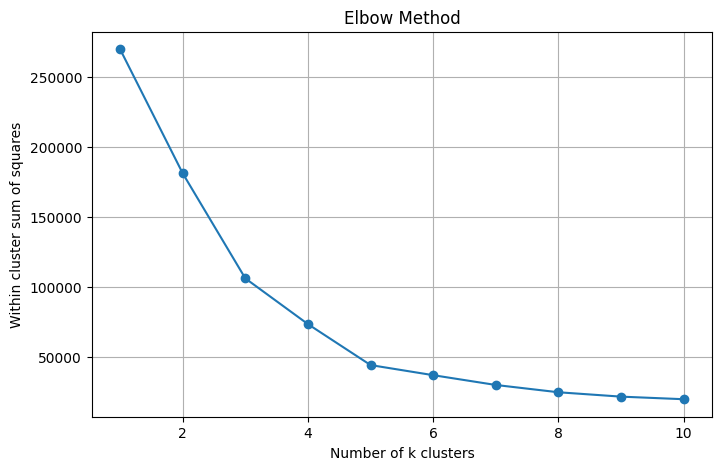 Elbow Method
Within cluster sum of squares
250000
200000
150000
100000
50000
2 4 6 8 10
Number of k clusters